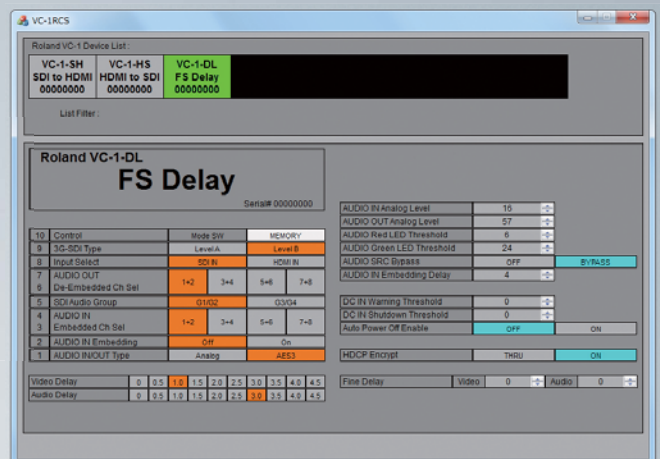 VC-1RCS
Roland VC-1 Device List :
VC-1-SH VC-1-HS VC-1-DL
SDI to HDMI HDMI to SDI FS Delay
00000000 00000000 00000000
List Filter :
Roland VC-1-DL
FS Delay
Serial# 00000000
10 Control Mode SW MEMORY
9 3G-SDI Type Level A Level B
8 Input Select SDI IN HDMI IN
7 AUDIO OUT
6 De-Embedded Ch Sel 1+2 3+4 5+6 7+8
5 SDI Audio Group G1/G2 G3/G4
4 AUDIO IN
3 Embedded Ch Sel 1+2 3+4 5+6 7+8
2 AUDIO IN Embedding Off On
1 AUDIO IN/OUT Type Analog AES3
Video Delay 0 0.5 1.0 1.5 2.0 2.5 3.0 3.5 4.0 4.5
Audio Delay 0 0.5 1.0 1.5 2.0 2.5 3.0 3.5 4.0 4.5
AUDIO IN Analog Level 16
AUDIO OUT Analog Level 57
AUDIO Red LED Threshold 6
AUDIO Green LED Threshold 24
AUDIO SRC Bypass OFF BYPASS
AUDIO IN Embedding Delay 4
DC IN Warning Threshold 0
DC IN Shutdown Threshold 0
Auto Power Off Enable OFF ON
HDCP Encrypt THRU ON
Fine Delay Video 0 Audio 0